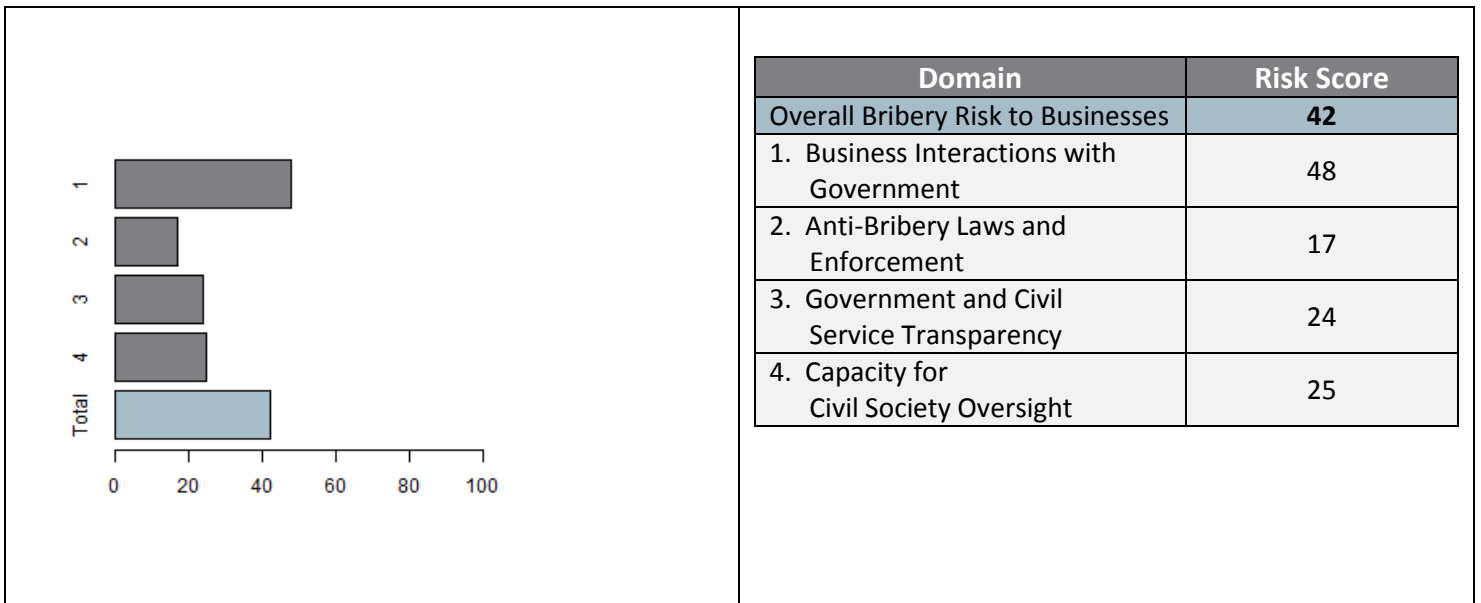 1
2
3
4
Total
0 20 40 60 80 100
Domain Risk Score
Overall Bribery Risk to Businesses 42
1. Business Interactions with
Government 48
2. Anti-Bribery Laws and
Enforcement 17
3. Government and Civil
Service Transparency 24
4. Capacity for
Civil Society Oversight 25